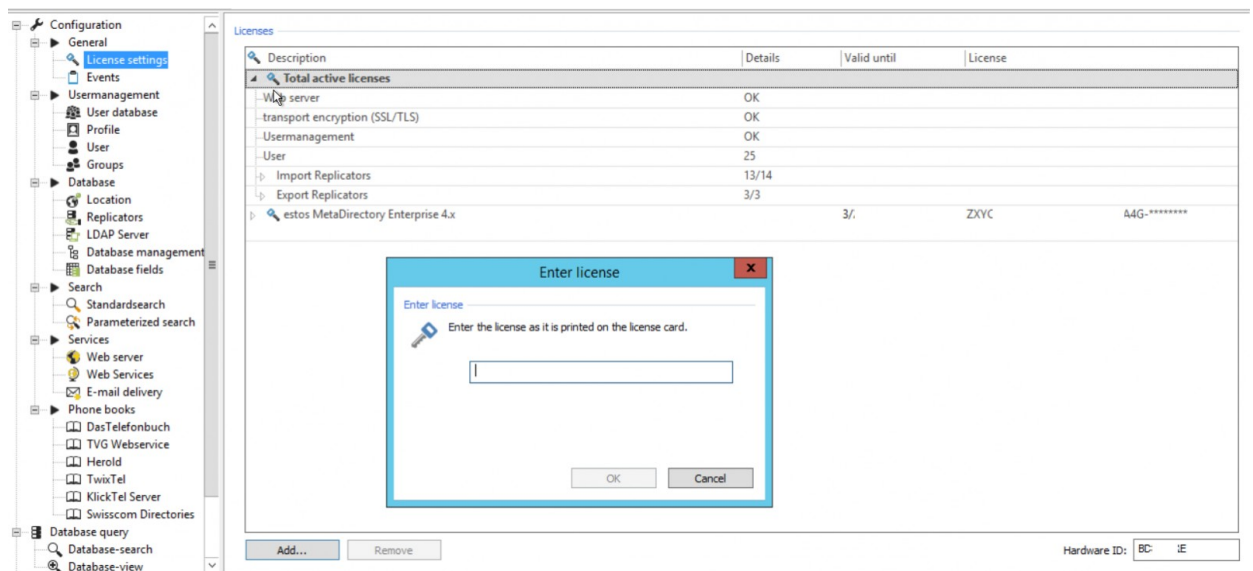 Configuration
General
License settings
Events
Usermanagement
User database
Profile
User
Groups
Database
Location
Replicators
LDAP Server
Database management
Database fields
Search
Standardsearch
Parameterized search
Services
Web server
Web Services
E-mail delivery
Phone books
DasTelefonbuch
TVG Webservice
Herold
TwixTel
KlickTel Server
Swisscom Directories
Database query
Database-search
Database-view
Licenses
Description Details Valid until License
Total active licenses
Web server OK
transport encryption (SSL/TLS) OK
Usermanagement OK
User 25
Import Replicators 13/14
Export Replicators 3/3
estos MetaDirectory Enterprise 4.x 3/. ZXYC A4G-********
Enter license
x
Enter license
Enter the license as it is printed on the license card.
OK Cancel
Add... Remove Hardware ID: